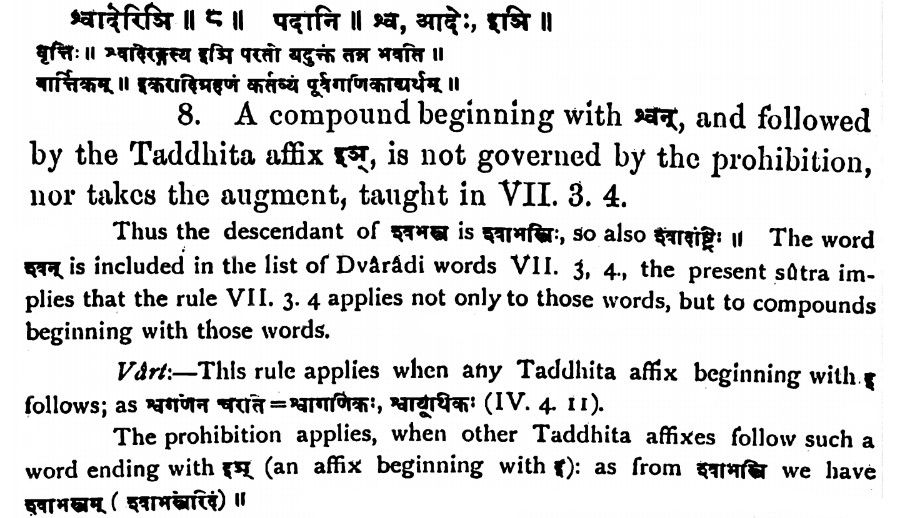 श्वादेरिञि ॥ ८ ॥ पदानि ॥ श्व, आदेः, इञि ॥
वृत्तिः ॥ श्वादेरङ्गस्य इञि परतो यदुक्तं तन्न भवति ॥
वार्त्तिकम् ॥ इकारादिग्रहणं कर्तव्यं पूर्वगणिकाद्यर्थम् ॥
8. A compound beginning with श्वन्, and followed
by the Taddhita affix इञ्, is not governed by the prohibition,
nor takes the augment, taught in VII. 3. 4.
Thus the descendant of श्वभस्त्र is श्वाभस्त्रिः, so also श्वादंष्ट्रिः ॥ The word
श्वन् is included in the list of Dvârâdi words VII. 3, 4., the present sûtra im-
plies that the rule VII. 3. 4 applies not only to those words, but to compounds
beginning with those words.
Vârt:—This rule applies when any Taddhita affix beginning with इ
follows; as श्वगणेन चरति = श्वागणिकः, श्वायूथिकः (IV. 4. 11).
The prohibition applies, when other Taddhita affixes follow such a
word ending with इञ् (an affix beginning with इ): as from श्वाभस्त्रि we have
श्वाभस्त्रम् ( श्वाभस्त्रेरिदं) ॥